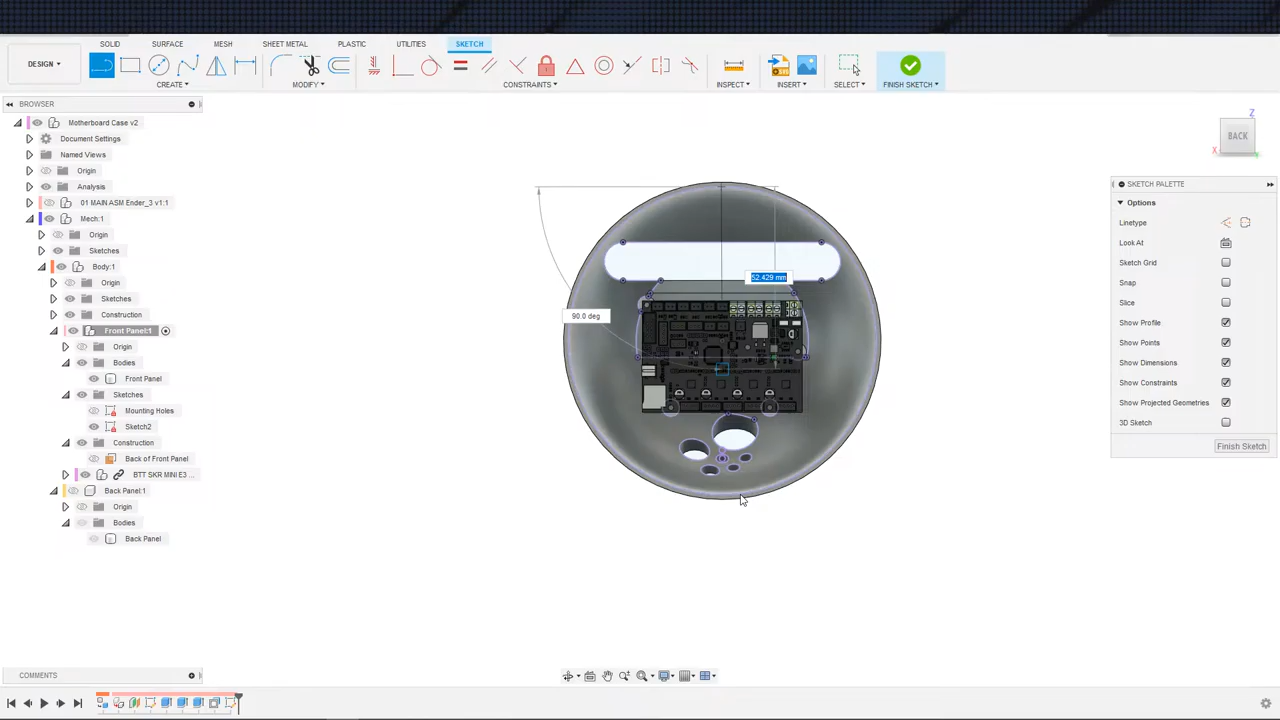 SOLID SURFACE MESH SHEET METAL PLASTIC UTILITIES SKETCH
DESIGN
CREATE MODIFY CONSTRAINTS INSPECT INSERT SELECT FINISH SKETCH
BROWSER
Motherboard Case v2
Document Settings
Named Views
Origin
Analysis
01 MAIN ASM Ender_3 v1:1
Mech:1
Origin
Sketches
Body:1
Origin
Sketches
Construction
Front Panel:1
Origin
Bodies
Front Panel
Sketches
Mounting Holes
Sketch2
Construction
Back of Front Panel
BTT SKR MINI E3 ...
Back Panel:1
Origin
Bodies
Back Panel
COMMENTS
52.429 mm
90.0 deg
Z
BACK
X
SKETCH PALETTE
Options
Linetype
Look At
Sketch Grid
Snap
Slice
Show Profile
Show Points
Show Dimensions
Show Constraints
Show Projected Geometries
3D Sketch
Finish Sketch